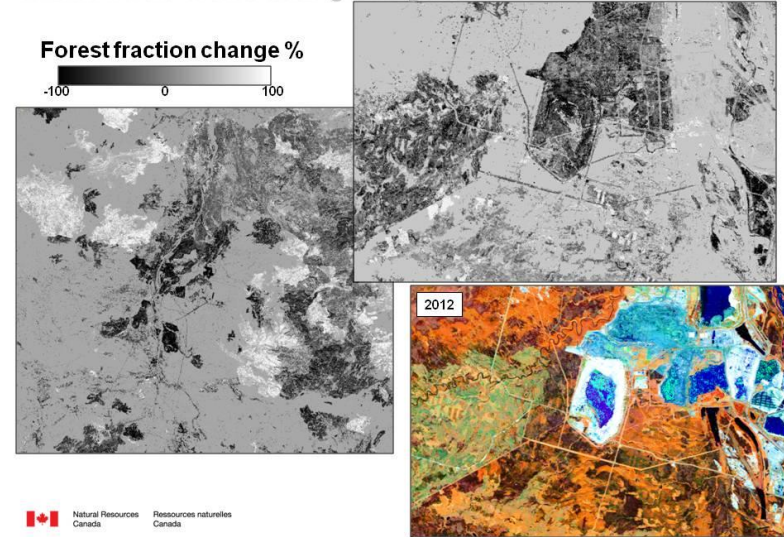 Forest fraction change %
-100 0 100
2012
Natural Resources Canada
Ressources naturelles Canada